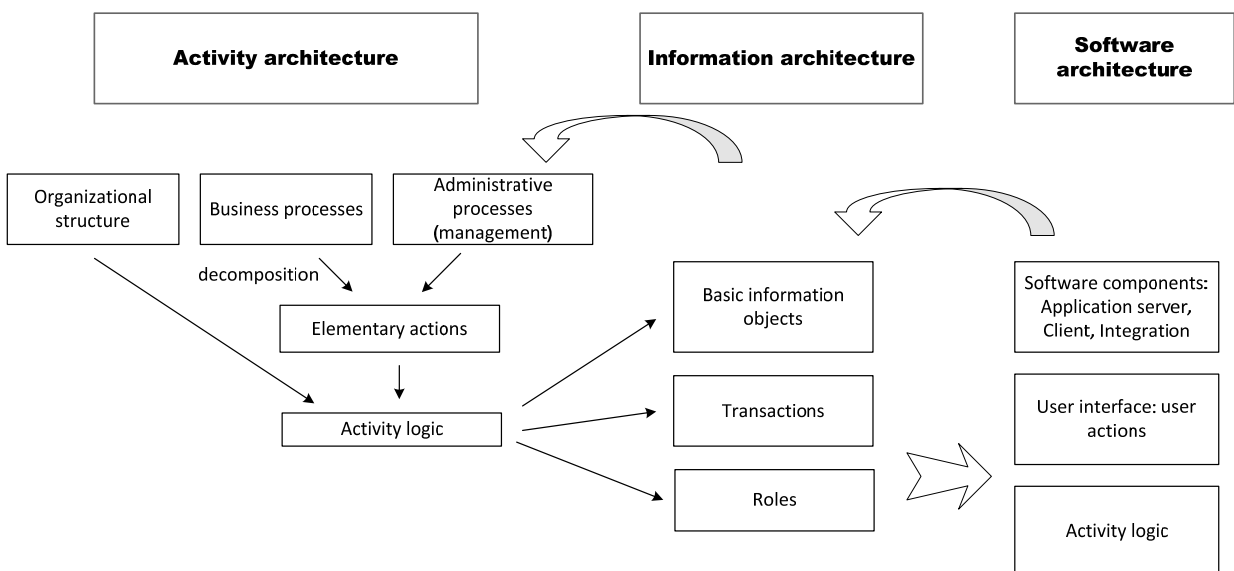 Activity architecture
Information architecture
Software
architecture
Organizational
structure
Business processes
Administrative
processes
(management)
decomposition
Elementary actions
Activity logic
Basic information
objects
Transactions
Roles
Software components:
Application server,
Client, Integration
User interface: user
actions
Activity logic